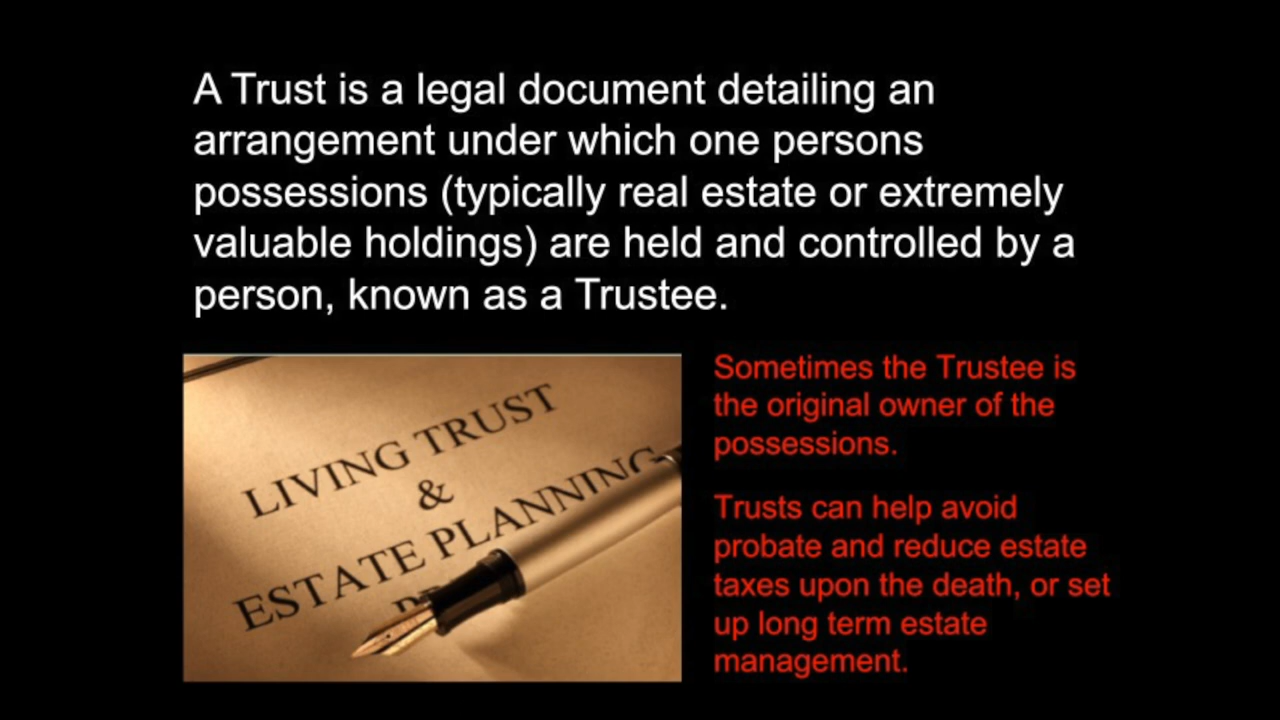 A Trust is a legal document detailing an
arrangement under which one persons
possessions (typically real estate or extremely
valuable holdings) are held and controlled by a
person, known as a Trustee.
LIVING TRUST
&
ESTATE PLANNING
Sometimes the Trustee is
the original owner of the
possessions.
Trusts can help avoid
probate and reduce estate
taxes upon the death, or set
up long term estate
management.